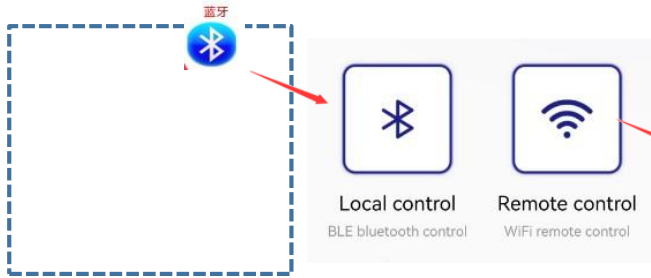 蓝牙
Local control
BLE bluetooth control
Remote control
WiFi remote control